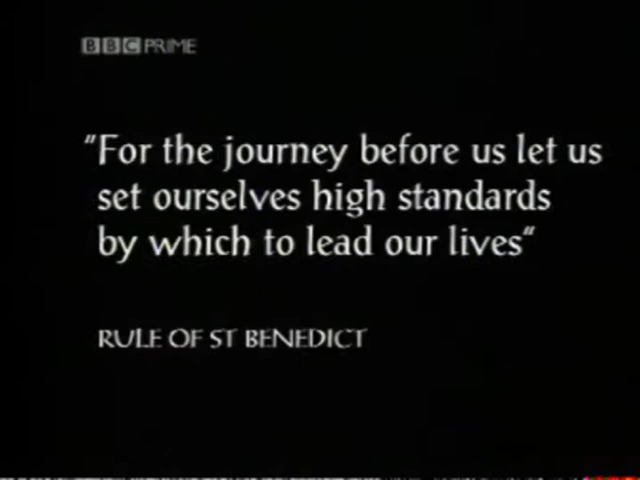 BBC PRIME
"For the journey before us let us
set ourselves high standards
by which to lead our lives"
RULE OF ST BENEDICT